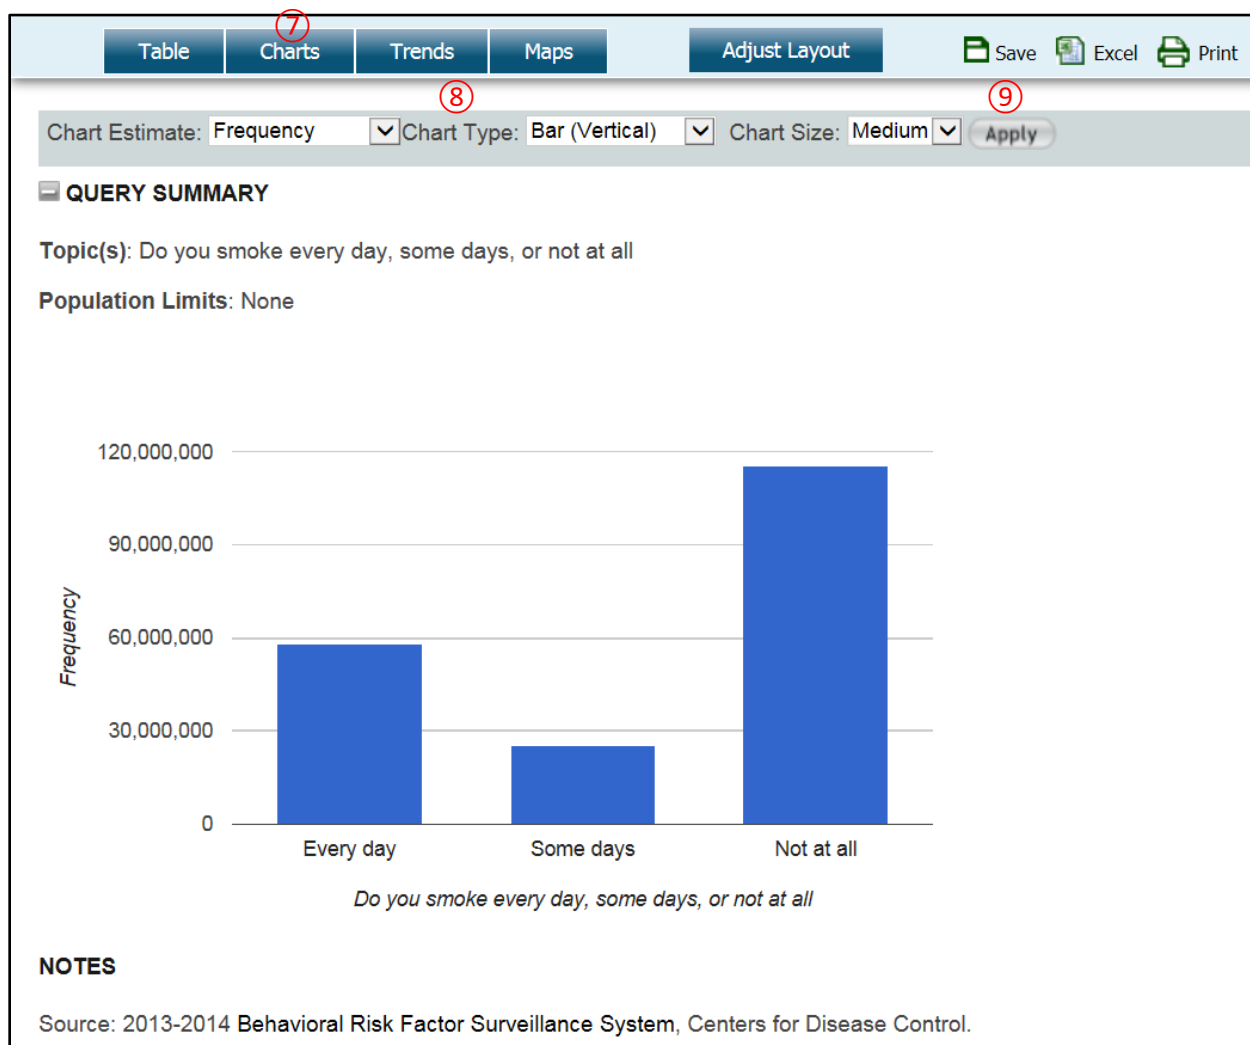 ⑦
Table Charts Trends Maps Adjust Layout Save Excel Print
⑧ ⑨
Chart Estimate: Frequency Chart Type: Bar (Vertical) Chart Size: Medium Apply
QUERY SUMMARY
Topic(s): Do you smoke every day, some days, or not at all
Population Limits: None
120,000,000
90,000,000
60,000,000
30,000,000
0
Frequency
Every day Some days Not at all
Do you smoke every day, some days, or not at all
NOTES
Source: 2013-2014 Behavioral Risk Factor Surveillance System, Centers for Disease Control.